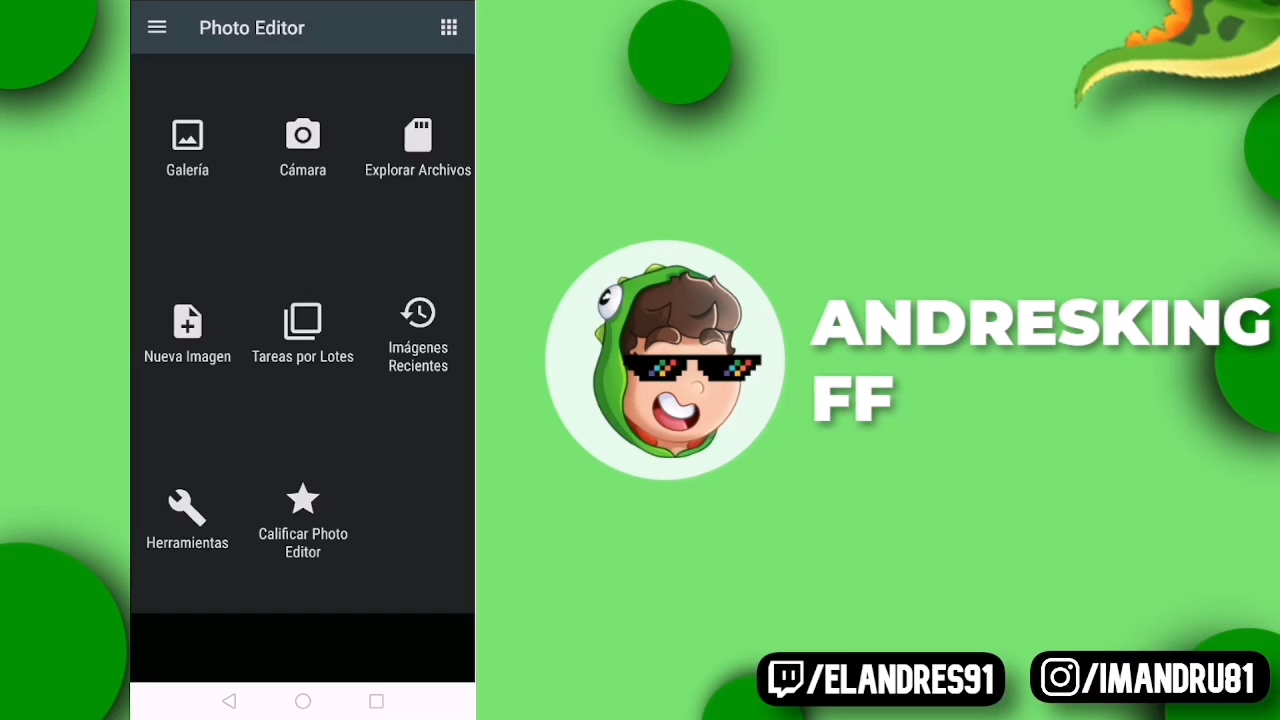 Photo Editor
Galería
Cámara
Explorar Archivos
Nueva Imagen
Tareas por Lotes
Imágenes
Recientes
Herramientas
Calificar Photo
Editor
ANDRESKING
FF
/ELANDRES91
/IMANDRU81